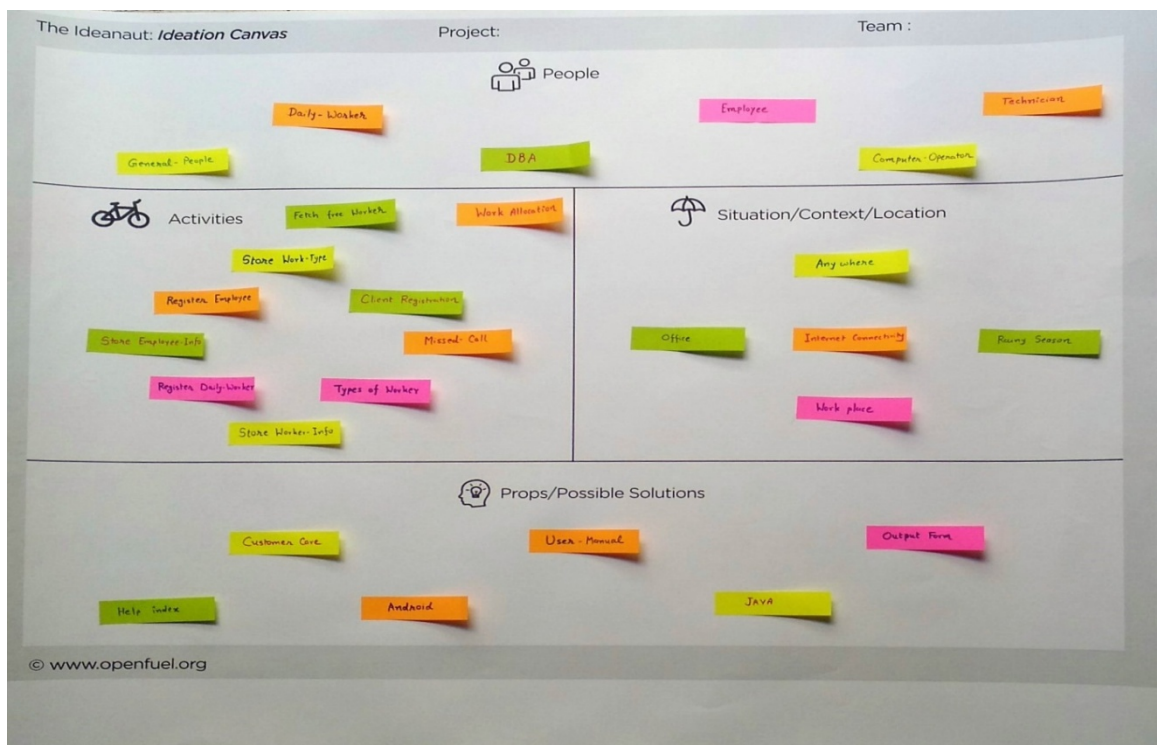 The Ideanaut: Ideation Canvas
Project:
Team :
People
Daily-Worker
Employee
Technician
General-People
DBA
Computer-Operator
Activities
Fetch free Worker
Work Allocation
Store Work-Type
Register Employee
Client Registration
Store Employee-Info
Missed-Call
Register Daily-Worker
Types of Worker
Store Worker-Info
Situation/Context/Location
Any where
Office
Internet Connectivity
Rainy Season
Work place
Props/Possible Solutions
Customer Care
User-Manual
Output Form
Help index
Android
JAVA
© www.openfuel.org